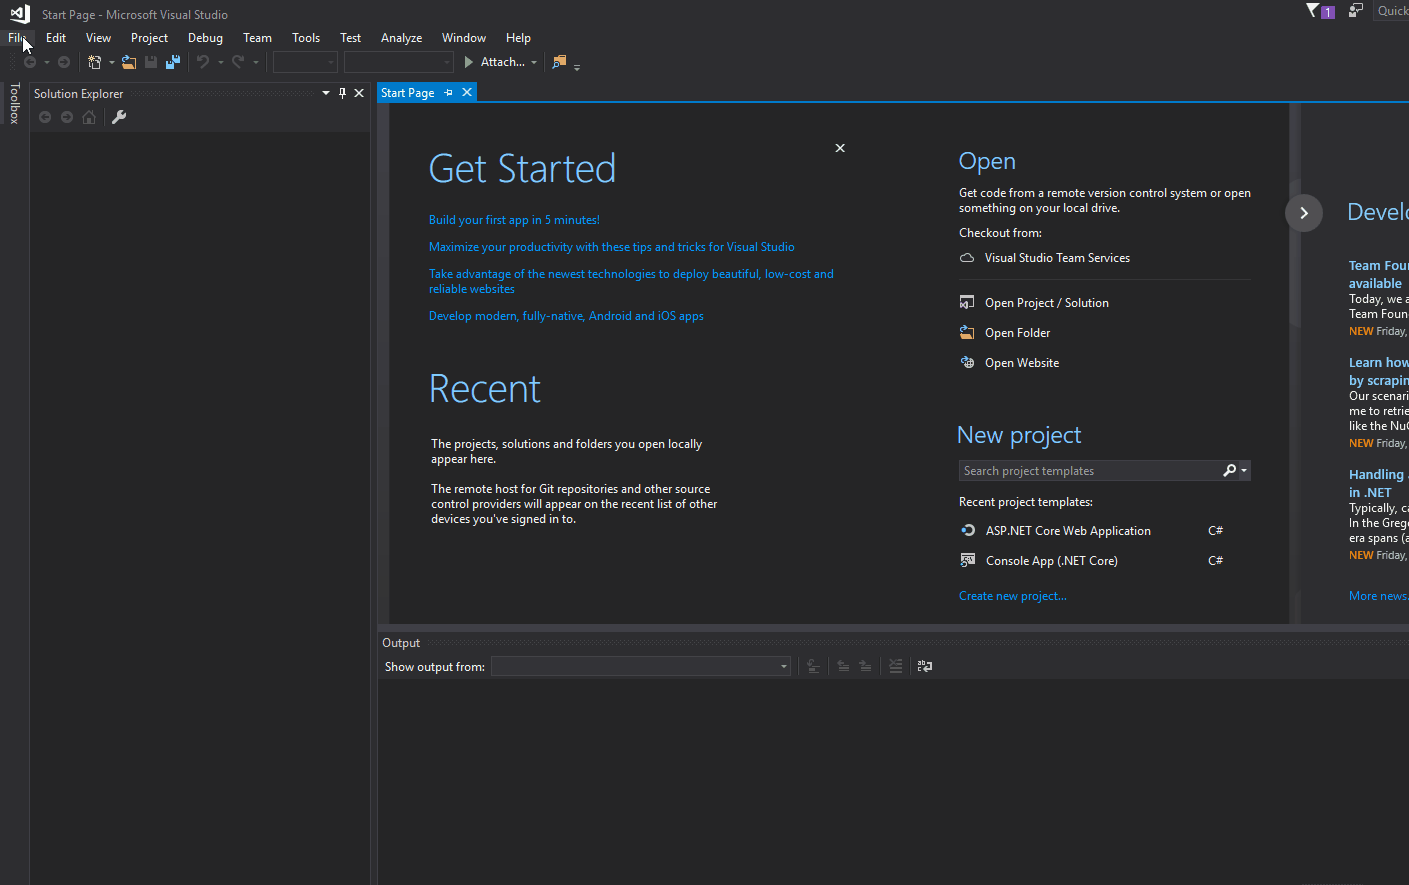 Start Page - Microsoft Visual Studio
1
Quick
File Edit View Project Debug Team Tools Test Analyze Window Help
Attach...
Toolbox
Solution Explorer
Start Page
Get Started
Build your first app in 5 minutes!
Maximize your productivity with these tips and tricks for Visual Studio
Take advantage of the newest technologies to deploy beautiful, low-cost and
reliable websites
Develop modern, fully-native, Android and iOS apps
Recent
The projects, solutions and folders you open locally
appear here.
The remote host for Git repositories and other source
control providers will appear on the recent list of other
devices you've signed in to.
Open
Get code from a remote version control system or open
something on your local drive.
Checkout from:
Visual Studio Team Services
Open Project / Solution
Open Folder
Open Website
New project
Search project templates
Recent project templates:
ASP.NET Core Web Application C#
Console App (.NET Core) C#
Create new project...
Develo
Team Four
available
Today, we a
Team Foun
NEW Friday,
Learn how
by scrapin
Our scenari
me to retrie
like the NuG
NEW Friday,
Handling
in .NET
Typically, ca
In the Grego
era spans (a
NEW Friday,
More news.
Output
Show output from: